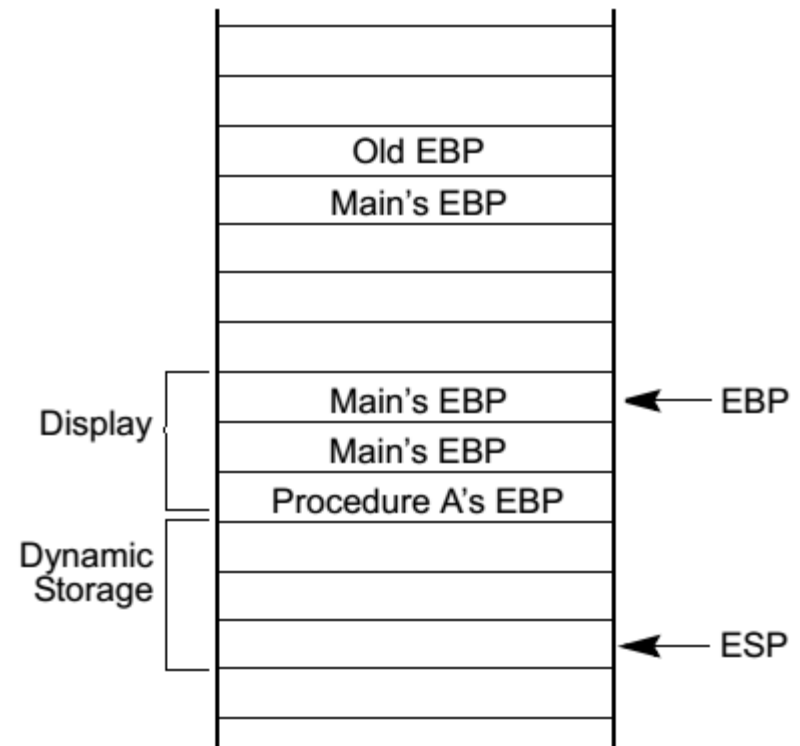 Old EBP
Main's EBP
Main's EBP
EBP
Display
Main's EBP
Procedure A's EBP
Dynamic
Storage
ESP